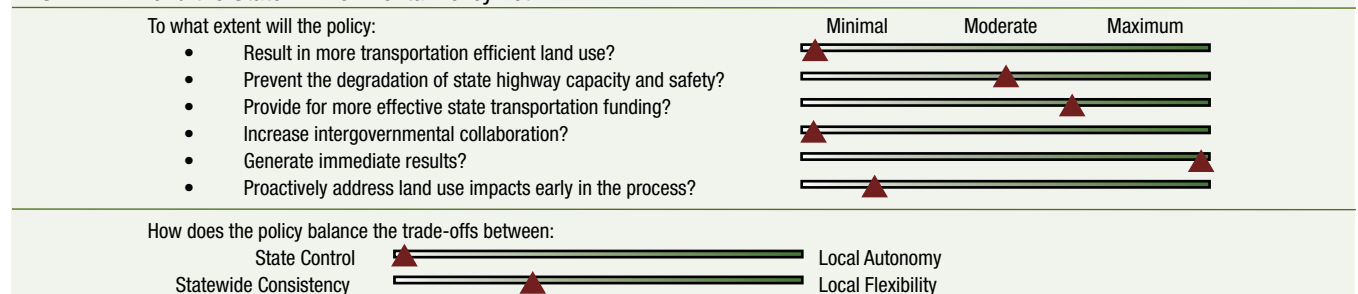 To what extent will the policy: Minimal Moderate Maximum
• Result in more transportation efficient land use?
• Prevent the degradation of state highway capacity and safety?
• Provide for more effective state transportation funding?
• Increase intergovernmental collaboration?
• Generate immediate results?
• Proactively address land use impacts early in the process?
How does the policy balance the trade-offs between:
State Control Local Autonomy
Statewide Consistency Local Flexibility